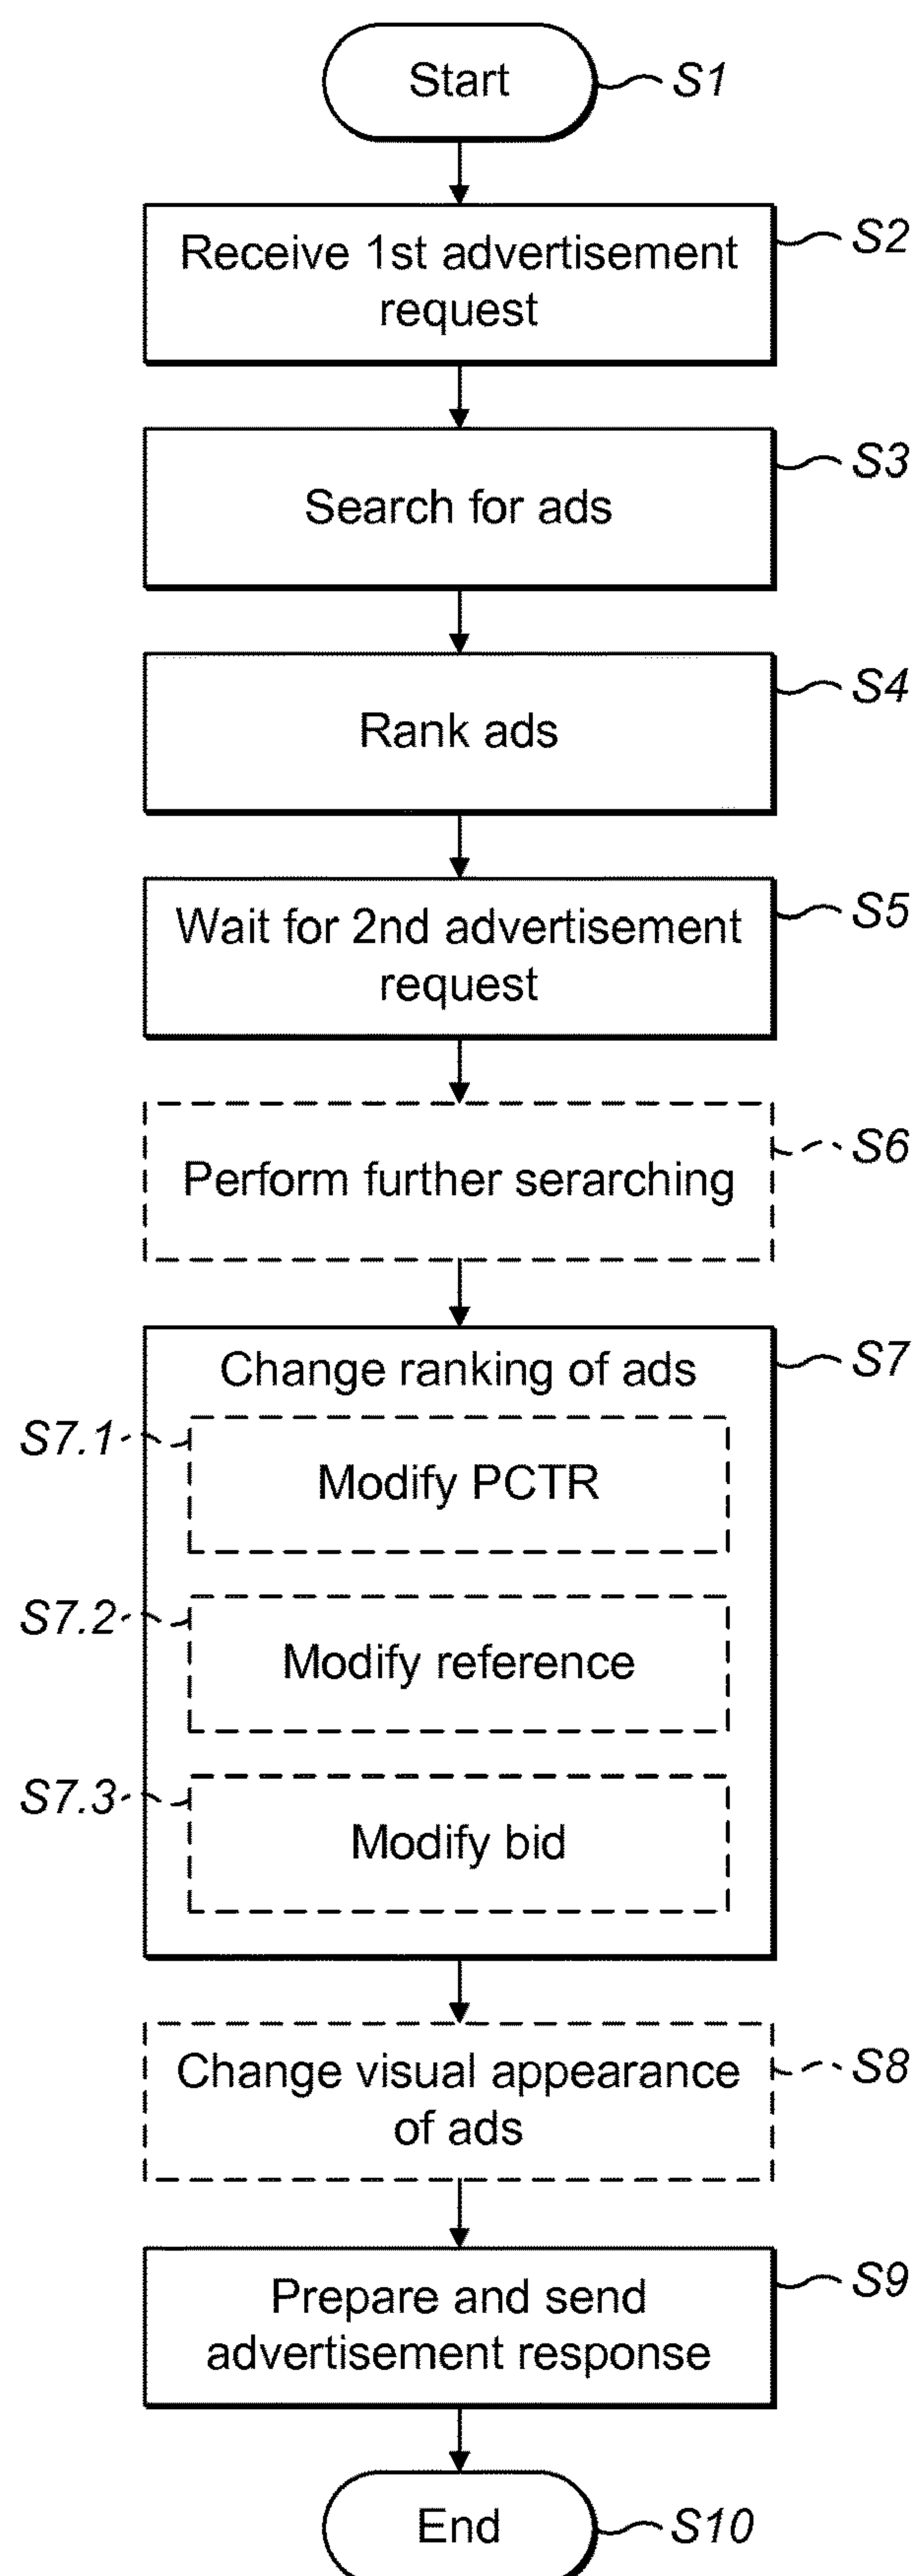 Start
S1
Receive 1st advertisement
request
S2
Search for ads
S3
Rank ads
S4
Wait for 2nd advertisement
request
S5
Perform further serarching
S6
Change ranking of ads
S7
S7.1
Modify PCTR
S7.2
Modify reference
S7.3
Modify bid
Change visual appearance
of ads
S8
Prepare and send
advertisement response
S9
End
S10